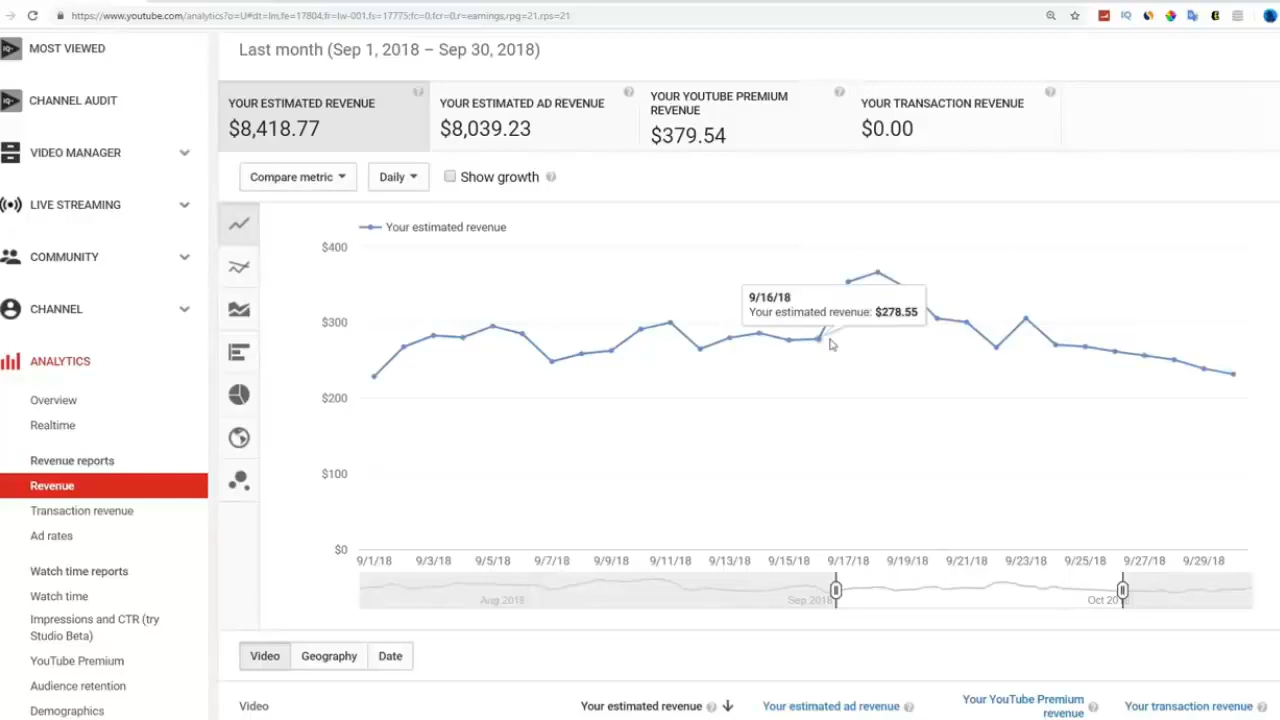 https://www.youtube.com/analytics?o=U#dt=lm,fe=17804,fr=lw-001,fs=17775;fc=0,fcr=0,r=earnings,rpg=21,rps=21
MOST VIEWED
CHANNEL AUDIT
VIDEO MANAGER
LIVE STREAMING
COMMUNITY
CHANNEL
ANALYTICS
Overview
Realtime
Revenue reports
Revenue
Transaction revenue
Ad rates
Watch time reports
Watch time
Impressions and CTR (try
Studio Beta)
YouTube Premium
Audience retention
Demographics
Last month (Sep 1, 2018 – Sep 30, 2018)
YOUR ESTIMATED REVENUE
$8,418.77
YOUR ESTIMATED AD REVENUE
$8,039.23
YOUR YOUTUBE PREMIUM
REVENUE
$379.54
YOUR TRANSACTION REVENUE
$0.00
Compare metric Daily Show growth
Your estimated revenue
$400
$300
$200
$100
$0
9/16/18
Your estimated revenue: $278.55
9/1/18 9/3/18 9/5/18 9/7/18 9/9/18 9/11/18 9/13/18 9/15/18 9/17/18 9/19/18 9/21/18 9/23/18 9/25/18 9/27/18 9/29/18
Aug 2018 Sep 2018 Oct 20
Video Geography Date
Video Your estimated revenue Your estimated ad revenue Your YouTube Premium
revenue Your transaction revenue